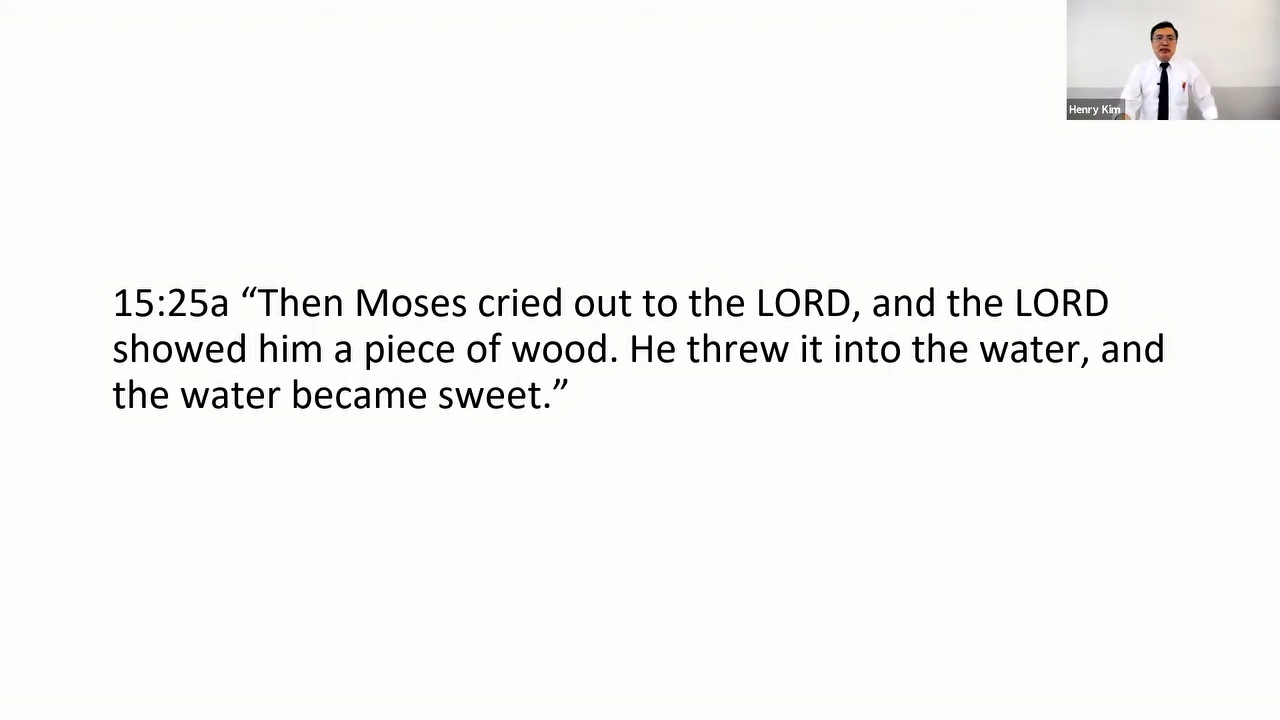 Henry Kim
15:25a “Then Moses cried out to the LORD, and the LORD
showed him a piece of wood. He threw it into the water, and
the water became sweet.”